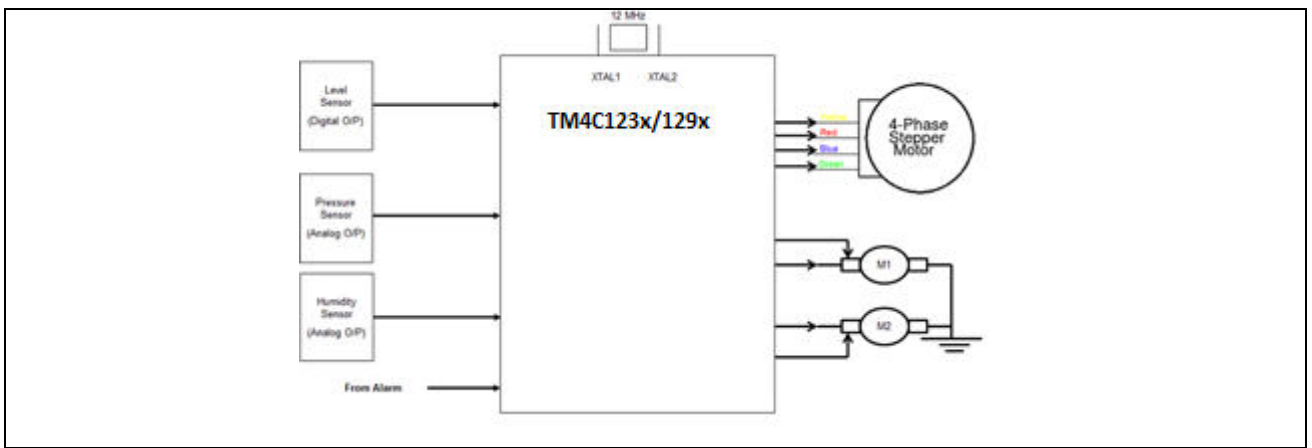 12 MHz
XTAL1 XTAL2
TM4C123x/129x
Level
Sensor
(Digital O/P)
Pressure
Sensor
(Analog O/P)
Humidity
Sensor
(Analog O/P)
From Alarm
Yellow
Red
Blue
Green
4-Phase
Stepper
Motor
M1
M2